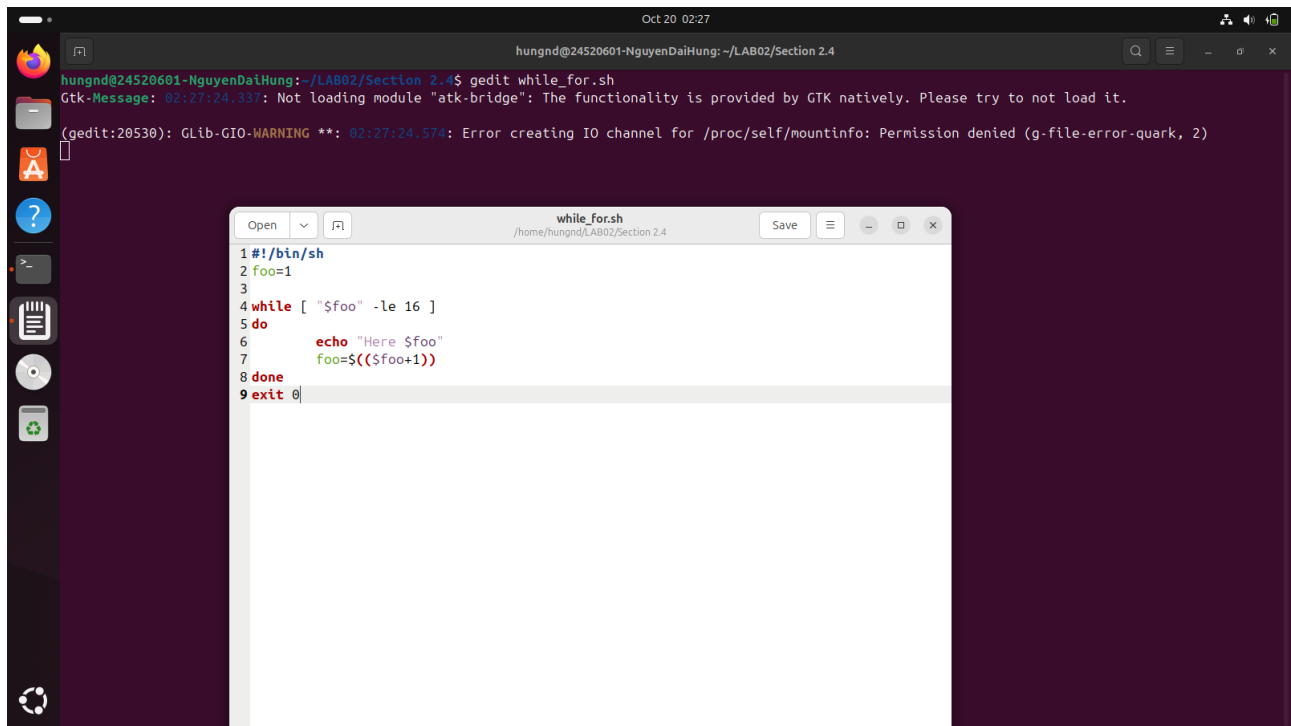 Oct 20 02:27
hungnd@24520601-NguyenDaiHung: ~/LAB02/Section 2.4
hungnd@24520601-NguyenDaiHung:~/LAB02/Section 2.4$ gedit while_for.sh
Gtk-Message: 02:27:24.337: Not loading module "atk-bridge": The functionality is provided by GTK natively. Please try to not load it.
(gedit:20530): GLib-GIO-WARNING **: 02:27:24.574: Error creating IO channel for /proc/self/mountinfo: Permission denied (g-file-error-quark, 2)
Open
while_for.sh
/home/hungnd/LAB02/Section 2.4
Save
1 #!/bin/sh
2 foo=1
3
4 while [ "$foo" -le 16 ]
5 do
6 echo "Here $foo"
7 foo=$(($foo+1))
8 done
9 exit 0